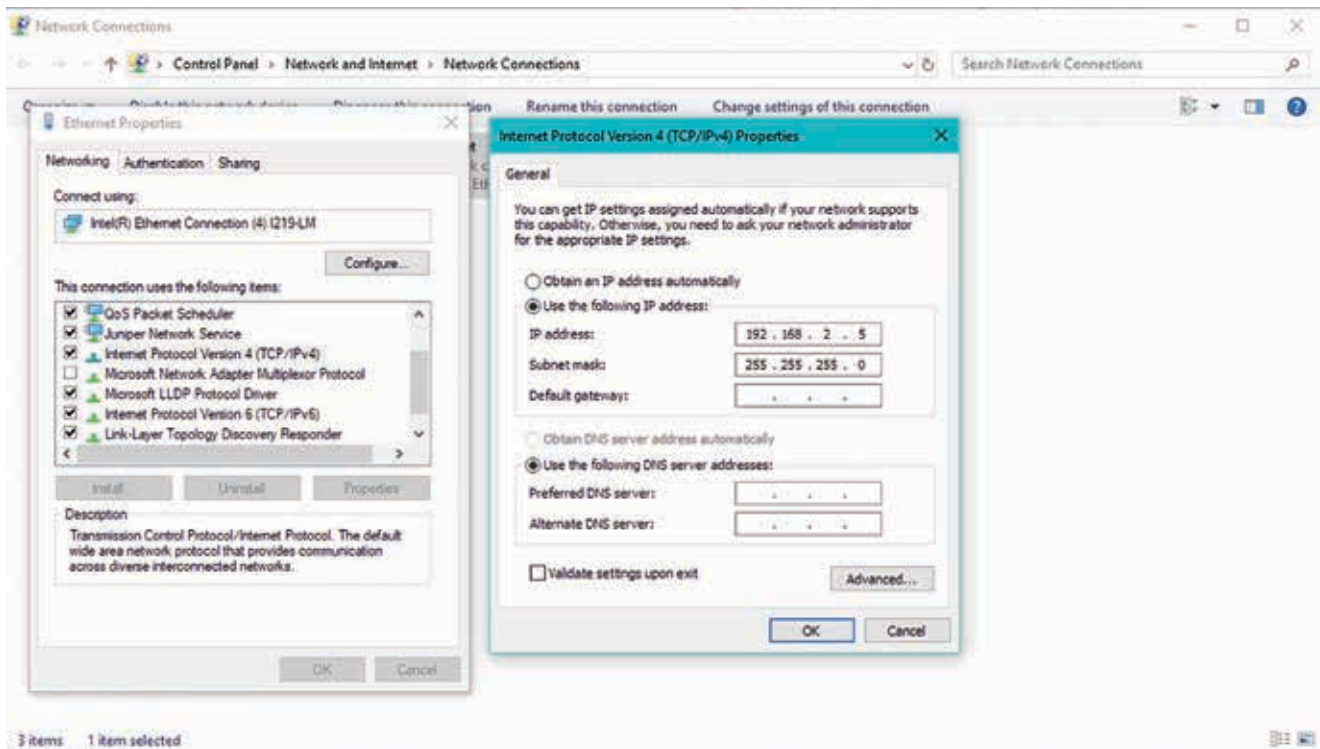 Network Connections
Control Panel > Network and Internet > Network Connections
Search Network Connections
Rename this connection
Change settings of this connection
Ethernet Properties
Networking
Authentication
Sharing
Connect using:
Intel(R) Ethernet Connection (4) I219-LM
Configure...
This connection uses the following items:
QoS Packet Scheduler
Juniper Network Service
Internet Protocol Version 4 (TCP/IPv4)
Microsoft Network Adapter Multiplexor Protocol
Microsoft LLDP Protocol Driver
Internet Protocol Version 6 (TCP/IPv6)
Link-Layer Topology Discovery Responder
Install...
Uninstall
Properties
Description
Transmission Control Protocol/Internet Protocol. The default
wide area network protocol that provides communication
across diverse interconnected networks.
OK
Cancel
Internet Protocol Version 4 (TCP/IPv4) Properties
General
You can get IP settings assigned automatically if your network supports
this capability. Otherwise, you need to ask your network administrator
for the appropriate IP settings.
Obtain an IP address automatically
Use the following IP address:
IP address:
192 . 168 . 2 . 5
Subnet mask:
255 . 255 . 255 . 0
Default gateway:
. . .
Obtain DNS server address automatically
Use the following DNS server addresses:
Preferred DNS server:
. . .
Alternate DNS server:
. . .
Validate settings upon exit
Advanced...
OK
Cancel
3 items
1 item selected